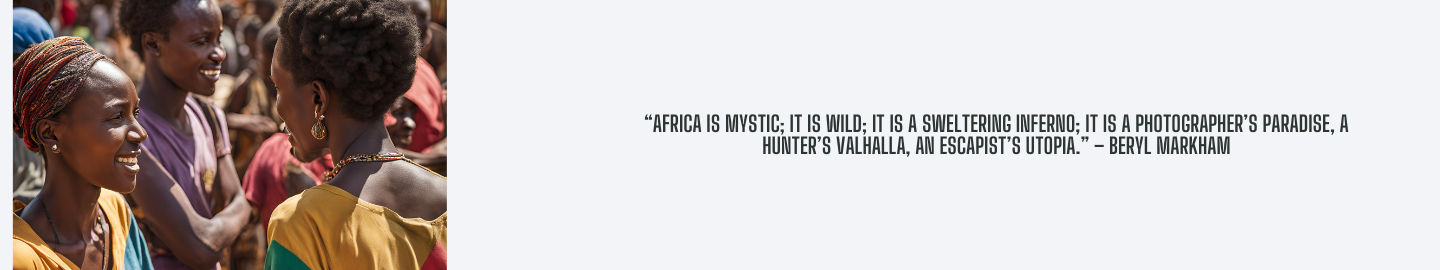 “AFRICA IS MYSTIC; IT IS WILD; IT IS A SWELTERING INFERNO; IT IS A PHOTOGRAPHER’S PARADISE, A
HUNTER’S VALHALLA, AN ESCAPIST’S UTOPIA.” – BERYL MARKHAM